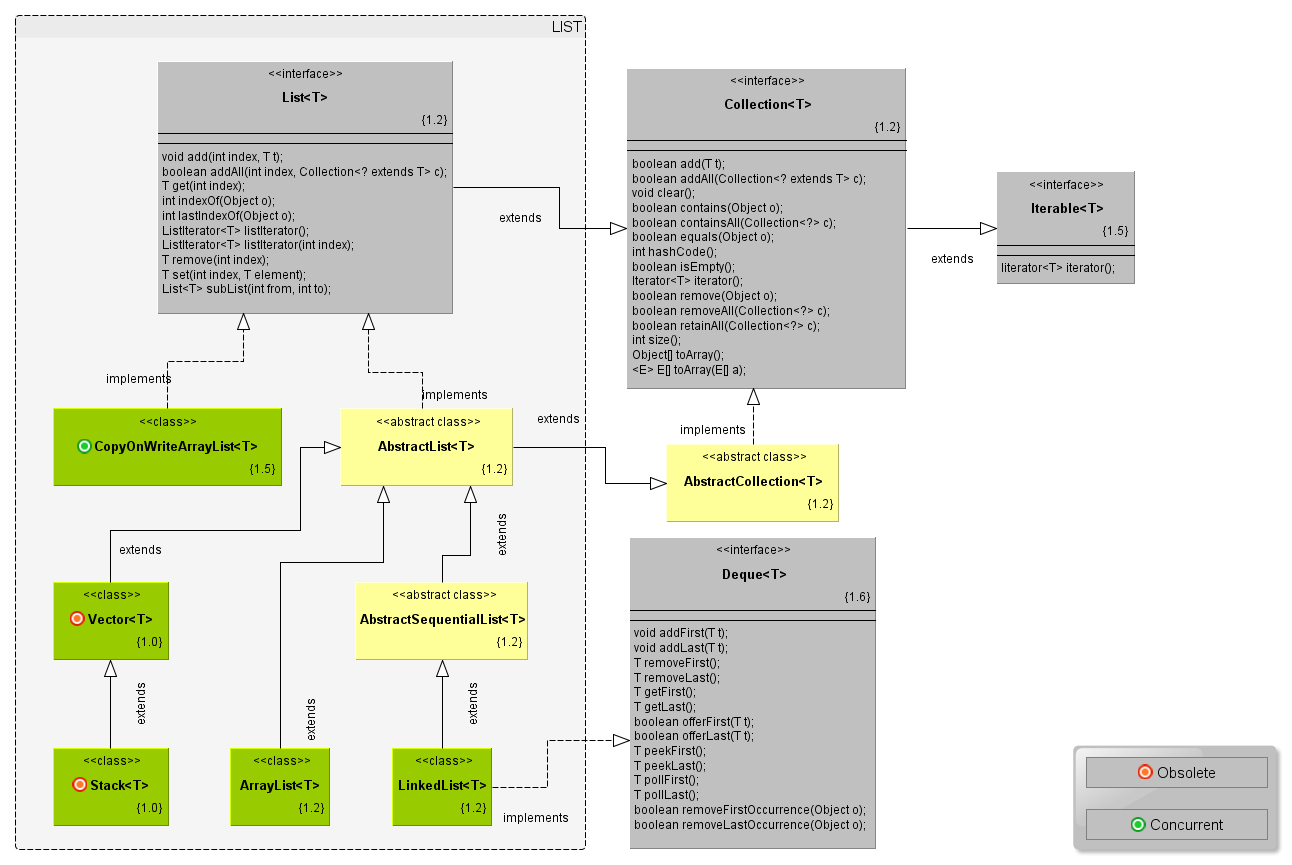 LIST
<<interface>>
List<T>
{1.2}
void add(int index, T t);
boolean addAll(int index, Collection<? extends T> c);
T get(int index);
int indexOf(Object o);
int lastIndexOf(Object o);
ListIterator<T> listIterator();
ListIterator<T> listIterator(int index);
T remove(int index);
T set(int index, T element);
List<T> subList(int from, int to);
extends
<<interface>>
Collection<T>
{1.2}
boolean add(T t);
boolean addAll(Collection<? extends T> c);
void clear();
boolean contains(Object o);
boolean containsAll(Collection<?> c);
boolean equals(Object o);
int hashCode();
boolean isEmpty();
Iterator<T> iterator();
boolean remove(Object o);
boolean removeAll(Collection<?> c);
boolean retainAll(Collection<?> c);
int size();
Object[] toArray();
<E> E[] toArray(E[] a);
extends
<<interface>>
Iterable<T>
{1.5}
Iiterator<T> iterator();
implements
implements
<<class>>
CopyOnWriteArrayList<T>
{1.5}
<<abstract class>>
AbstractList<T>
{1.2}
extends
implements
<<abstract class>>
AbstractCollection<T>
{1.2}
extends
extends
<<class>>
Vector<T>
{1.0}
<<abstract class>>
AbstractSequentialList<T>
{1.2}
<<interface>>
Deque<T>
{1.6}
void addFirst(T t);
void addLast(T t);
T removeFirst();
T removeLast();
T getFirst();
T getLast();
boolean offerFirst(T t);
boolean offerLast(T t);
T peekFirst();
T peekLast();
T pollFirst();
T pollLast();
boolean removeFirstOccurrence(Object o);
boolean removeLastOccurrence(Object o);
extends
extends
extends
<<class>>
Stack<T>
{1.0}
<<class>>
ArrayList<T>
{1.2}
<<class>>
LinkedList<T>
{1.2}
implements
Obsolete
Concurrent